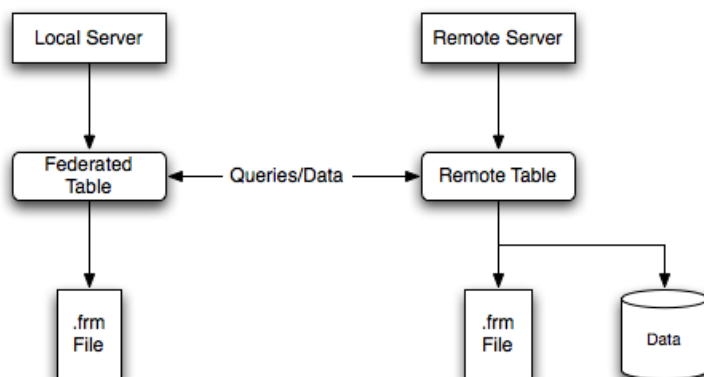 Local Server
Remote Server
Federated
Table
Queries/Data
Remote Table
.frm
File
.frm
File
Data